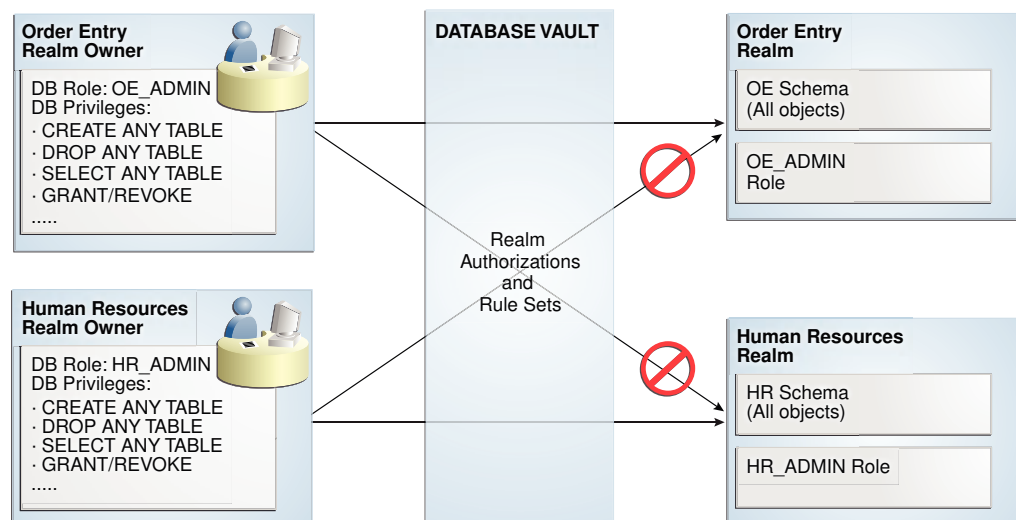 Order Entry
Realm Owner
DB Role: OE_ADMIN
DB Privileges:
· CREATE ANY TABLE
· DROP ANY TABLE
· SELECT ANY TABLE
· GRANT/REVOKE
.....
Human Resources
Realm Owner
DB Role: HR_ADMIN
DB Privileges:
· CREATE ANY TABLE
· DROP ANY TABLE
· SELECT ANY TABLE
· GRANT/REVOKE
.....
DATABASE VAULT
Realm
Authorizations
and
Rule Sets
Order Entry
Realm
OE Schema
(All objects)
OE_ADMIN
Role
Human Resources
Realm
HR Schema
(All objects)
HR_ADMIN Role